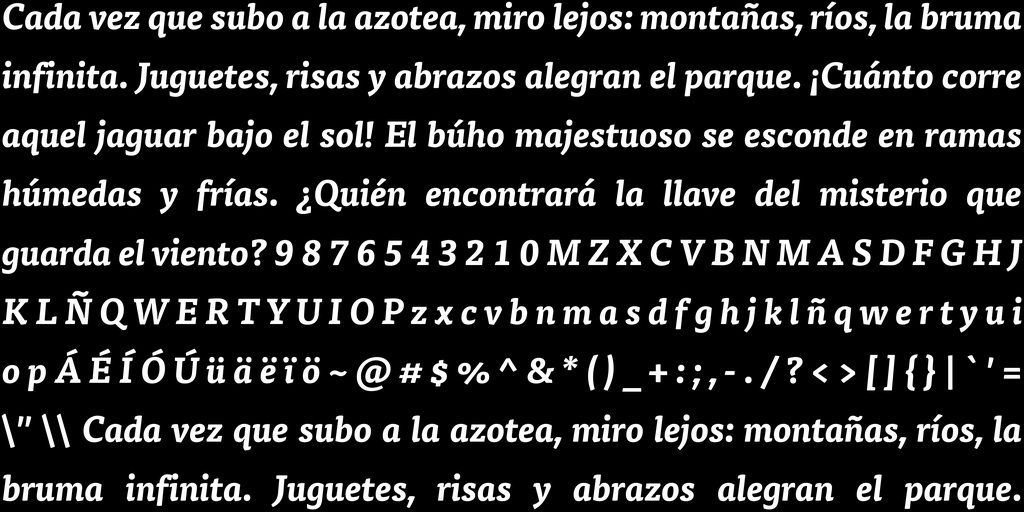 Cada vez que subo a la azotea, miro lejos: montañas, ríos, la bruma
infinita. Juguetes, risas y abrazos alegran el parque. ¡Cuánto corre
aquel jaguar bajo el sol! El búho majestuoso se esconde en ramas
húmedas y frías. ¿Quién encontrará la llave del misterio que
guarda el viento? 9 8 7 6 5 4 3 2 1 0 M Z X C V B N M A S D F G H J
K L Ñ Q W E R T Y U I O P z x c v b n m a s d f g h j k l ñ q w e r t y u i
o p Á É Í Ó Ú ü ä ë ï ö ~ @ # $ % ^ & * ( ) _ + : ; , - . / ? < > [ ] { } | ` ' =
\" \\ Cada vez que subo a la azotea, miro lejos: montañas, ríos, la
bruma infinita. Juguetes, risas y abrazos alegran el parque.